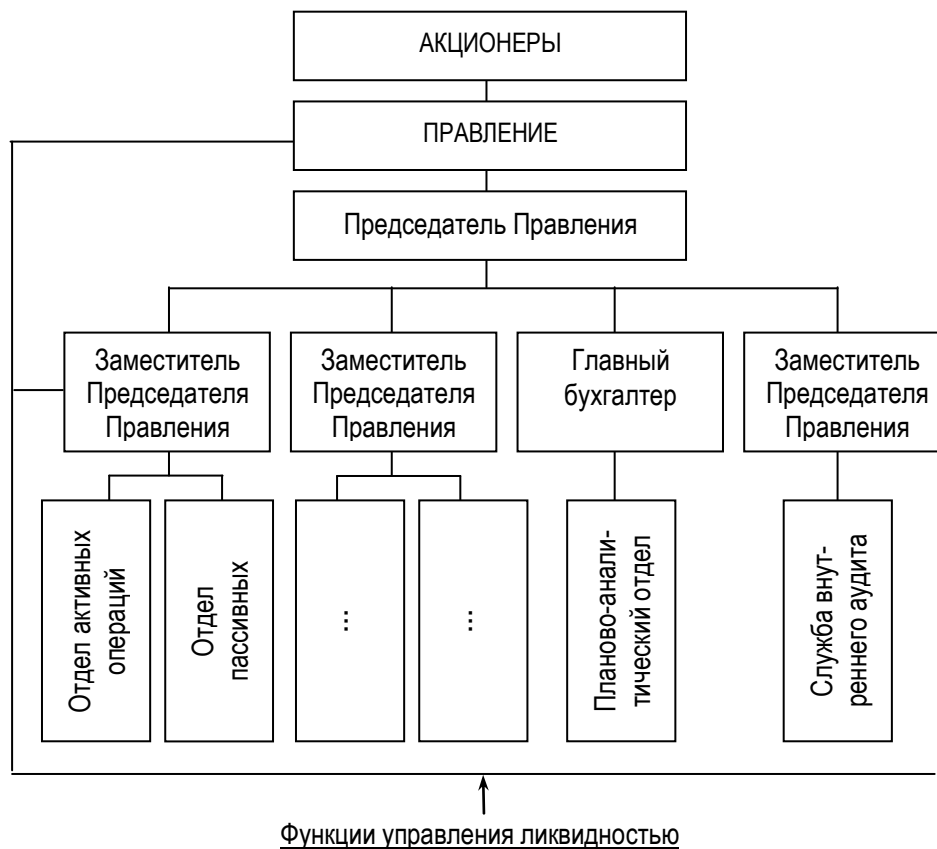 АКЦИОНЕРЫ
ПРАВЛЕНИЕ
Председатель Правления
Заместитель
Председателя
Правления
Заместитель
Председателя
Правления
Главный
бухгалтер
Заместитель
Председателя
Правления
Отдел активных
операций
Отдел
пассивных
...
...
Планово-анали-
тический отдел
Служба внут-
реннего аудита
Функции управления ликвидностью